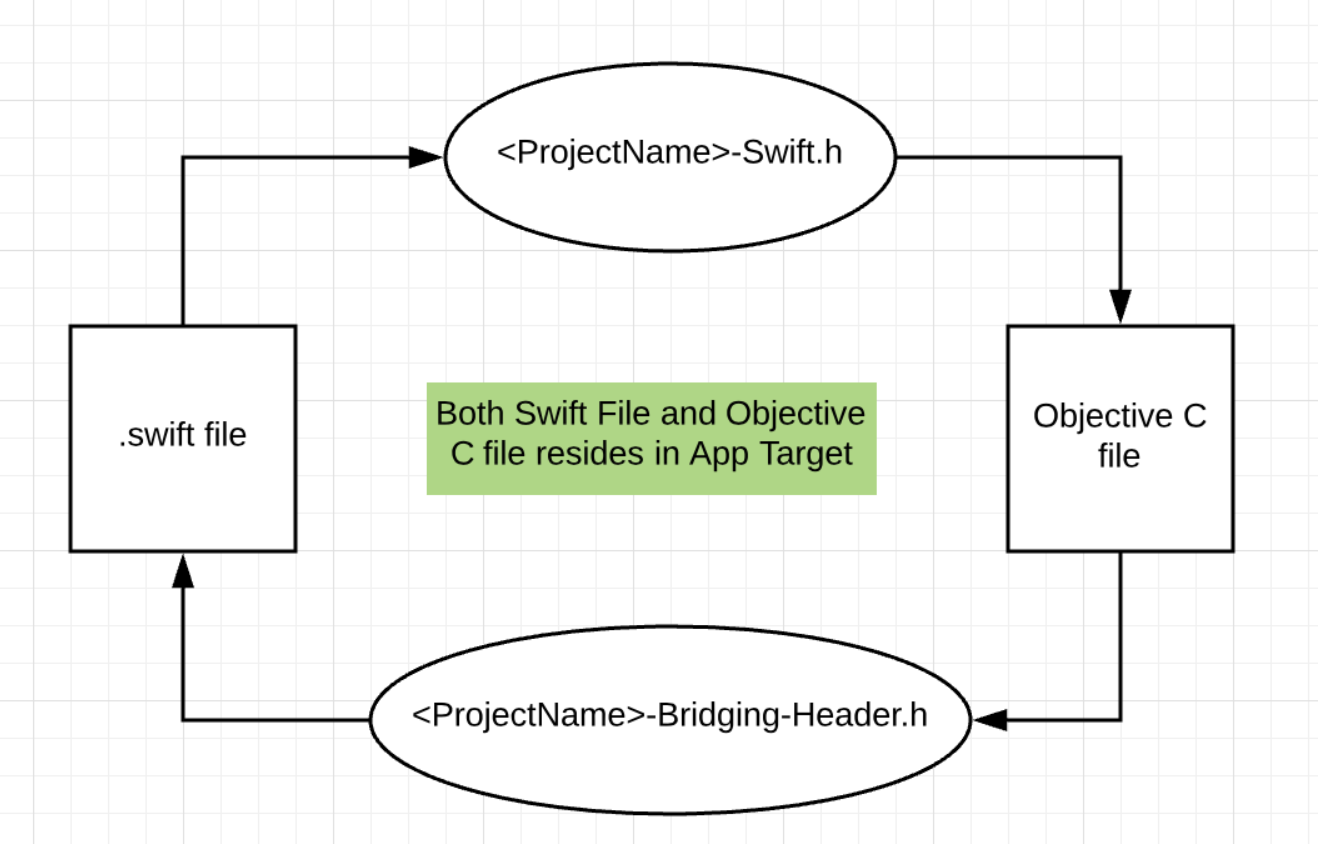 <ProjectName>-Swift.h
.swift file
Both Swift File and Objective
C file resides in App Target
Objective C
file
<ProjectName>-Bridging-Header.h